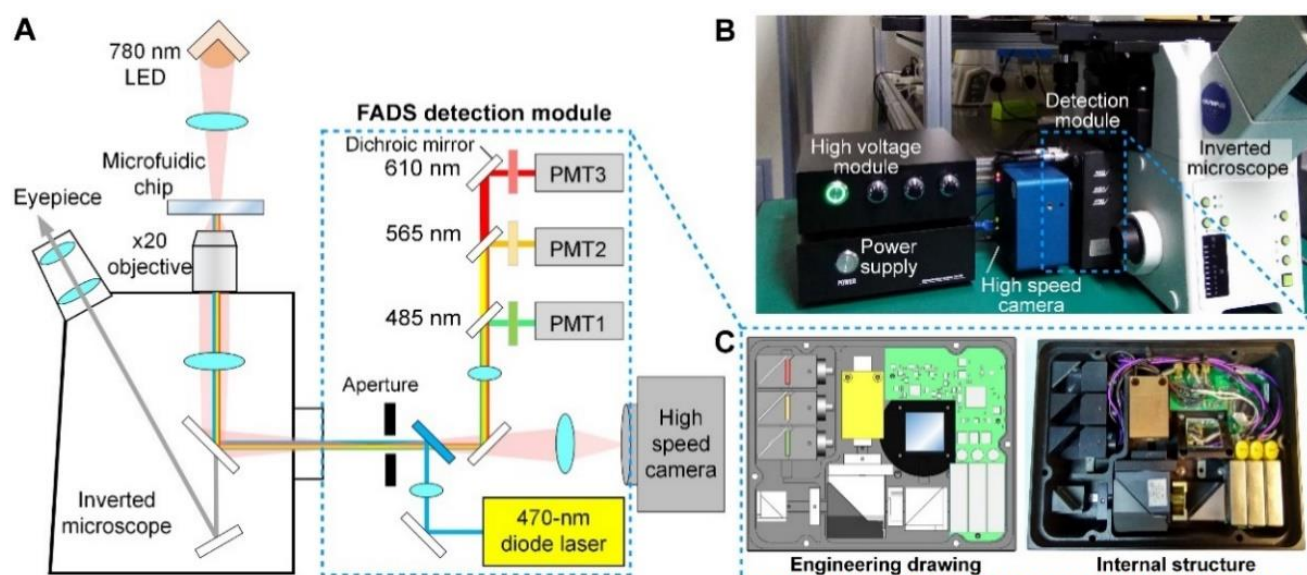 A
780 nm
LED
Microfuidic
chip
Eyepiece
x20
objective
Inverted
microscope
FADS detection module
Dichroic mirror
610 nm
PMT3
565 nm
PMT2
485 nm
PMT1
Aperture
470-nm
diode laser
High
speed
camera
B
High voltage
module
Power
supply
POWER
Detection
module
High speed
camera
Inverted
microscope
OLYMPUS
C
Engineering drawing
Internal structure